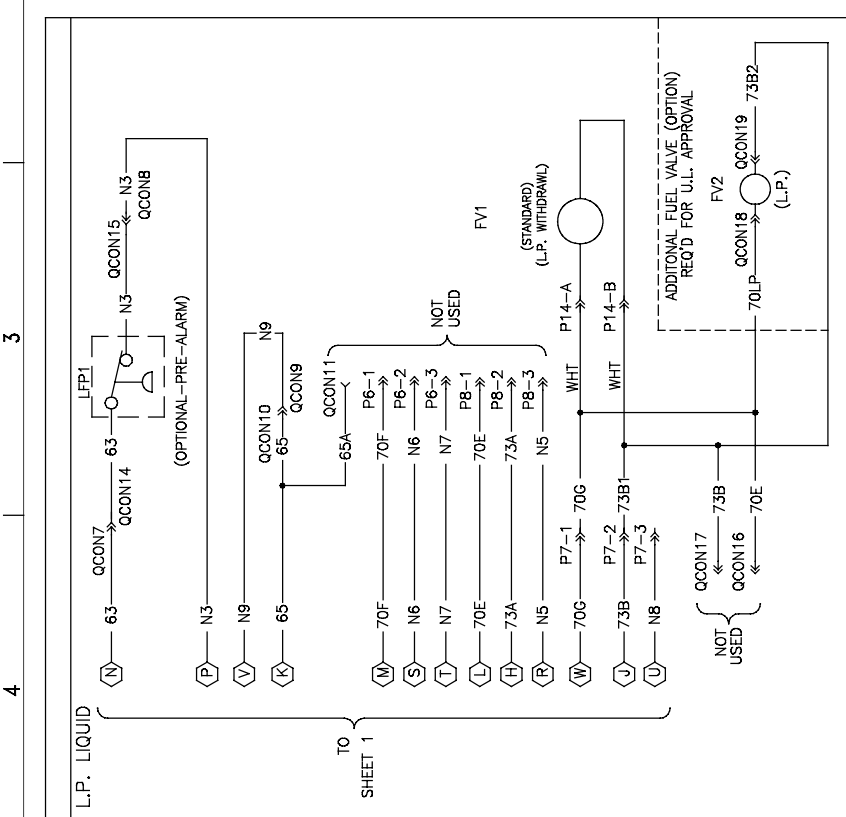 3
4
L.P. LIQUID
TO
SHEET 1
N
63
QCON7
QCON14
63
LFP1
(OPTIONAL-PRE-ALARM)
N3
QCON15
QCON8
N3
P
N3
V
N9
N9
K
65
65
QCON10
QCON9
65A
QCON11
NOT
USED
M
70F
70F
P6-1
S
N6
N6
P6-2
T
N7
N7
P6-3
L
70E
70E
P8-1
H
73A
73A
P8-2
R
N5
N5
P8-3
W
70G
P7-1
70G
WHT
P14-A
FV1
(STANDARD)
(L.P. WITHDRAWL)
J
73B
P7-2
73B1
WHT
P14-B
U
N8
P7-3
NOT
USED
QCON17
73B
QCON16
70E
ADDITONAL FUEL VALVE (OPTION)
REQ'D FOR U.L. APPROVAL
70LP
QCON18
FV2
(L.P.)
QCON19
73B2